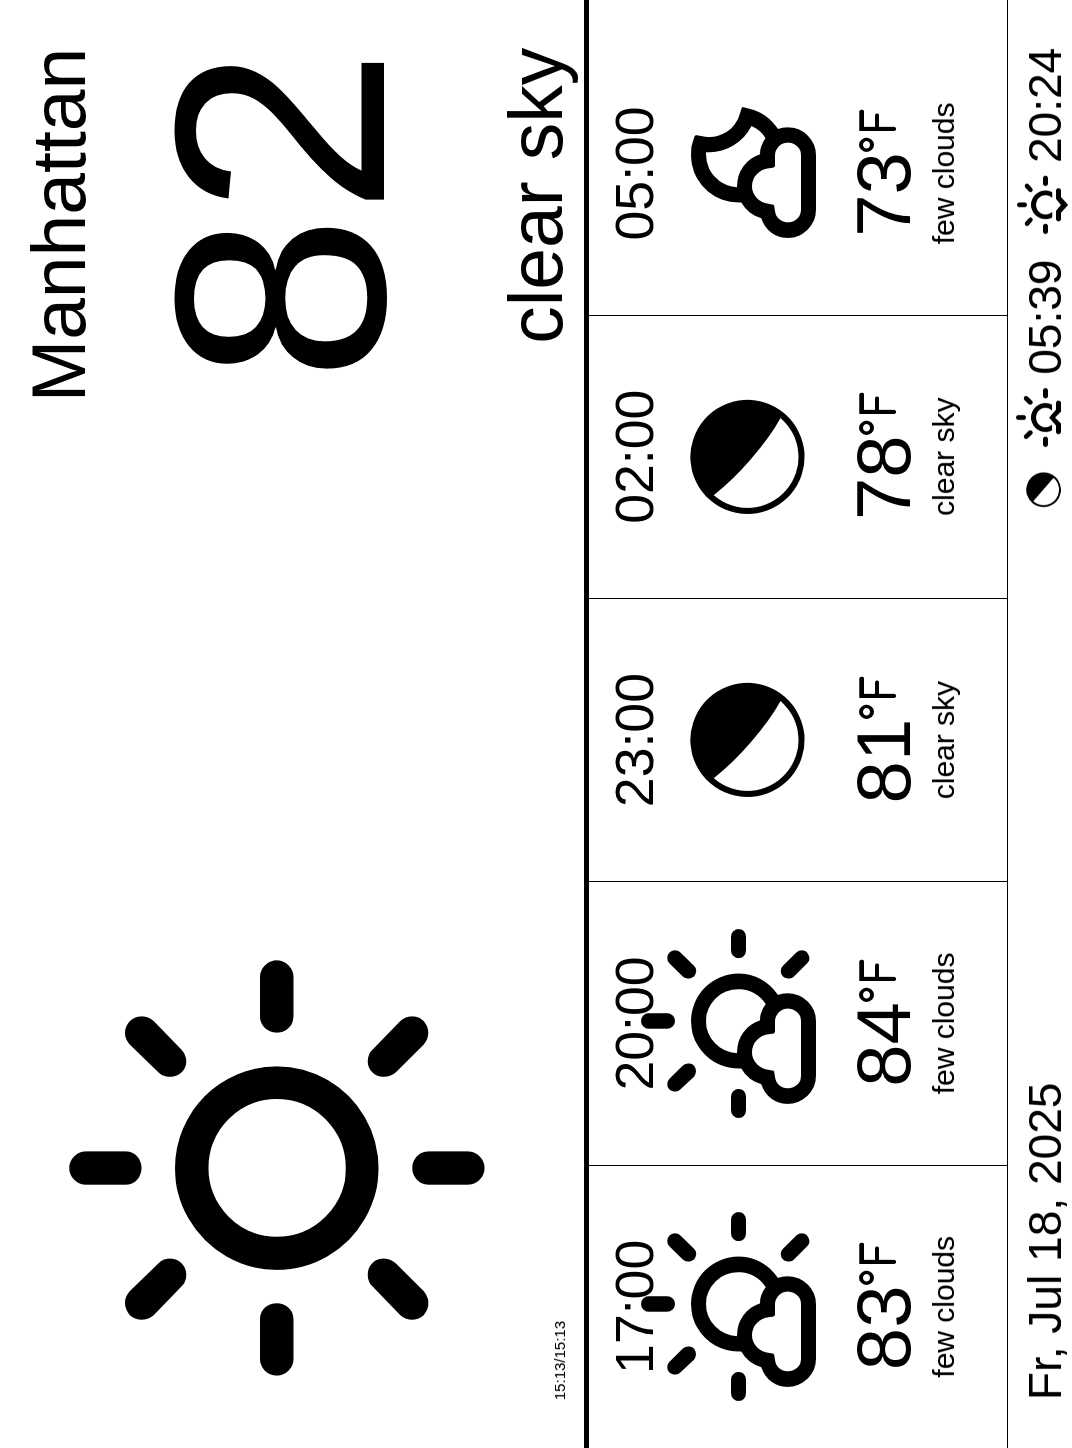 Manhattan
82
clear sky
15:13/15:13
17:00
83°F
few clouds
20:00
84°F
few clouds
23:00
81°F
clear sky
02:00
78°F
clear sky
05:00
73°F
few clouds
Fr, Jul 18, 2025
05:39
20:24